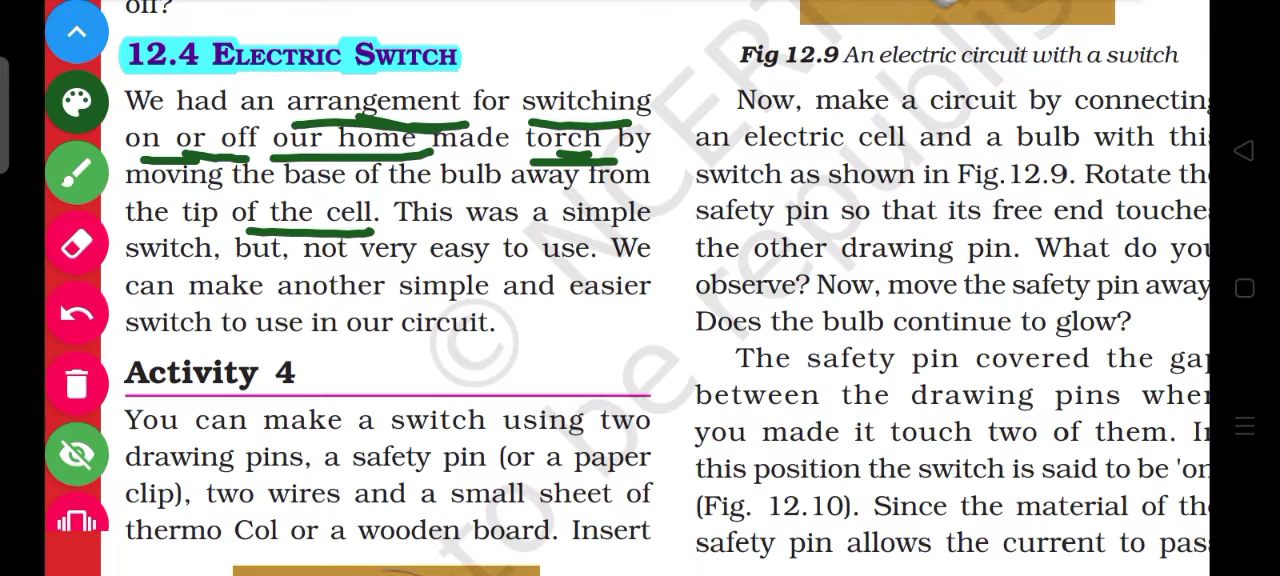 off?
12.4 Electric Switch
We had an arrangement for switching
on or off our home made torch by
moving the base of the bulb away from
the tip of the cell. This was a simple
switch, but, not very easy to use. We
can make another simple and easier
switch to use in our circuit.
Activity 4
You can make a switch using two
drawing pins, a safety pin (or a paper
clip), two wires and a small sheet of
thermo Col or a wooden board. Insert
Fig 12.9 An electric circuit with a switch
Now, make a circuit by connecting
an electric cell and a bulb with this
switch as shown in Fig.12.9. Rotate the
safety pin so that its free end touches
the other drawing pin. What do you
observe? Now, move the safety pin away.
Does the bulb continue to glow?
The safety pin covered the gap
between the drawing pins when
you made it touch two of them. In
this position the switch is said to be 'on
(Fig. 12.10). Since the material of the
safety pin allows the current to pass
© NCERT
to be republis